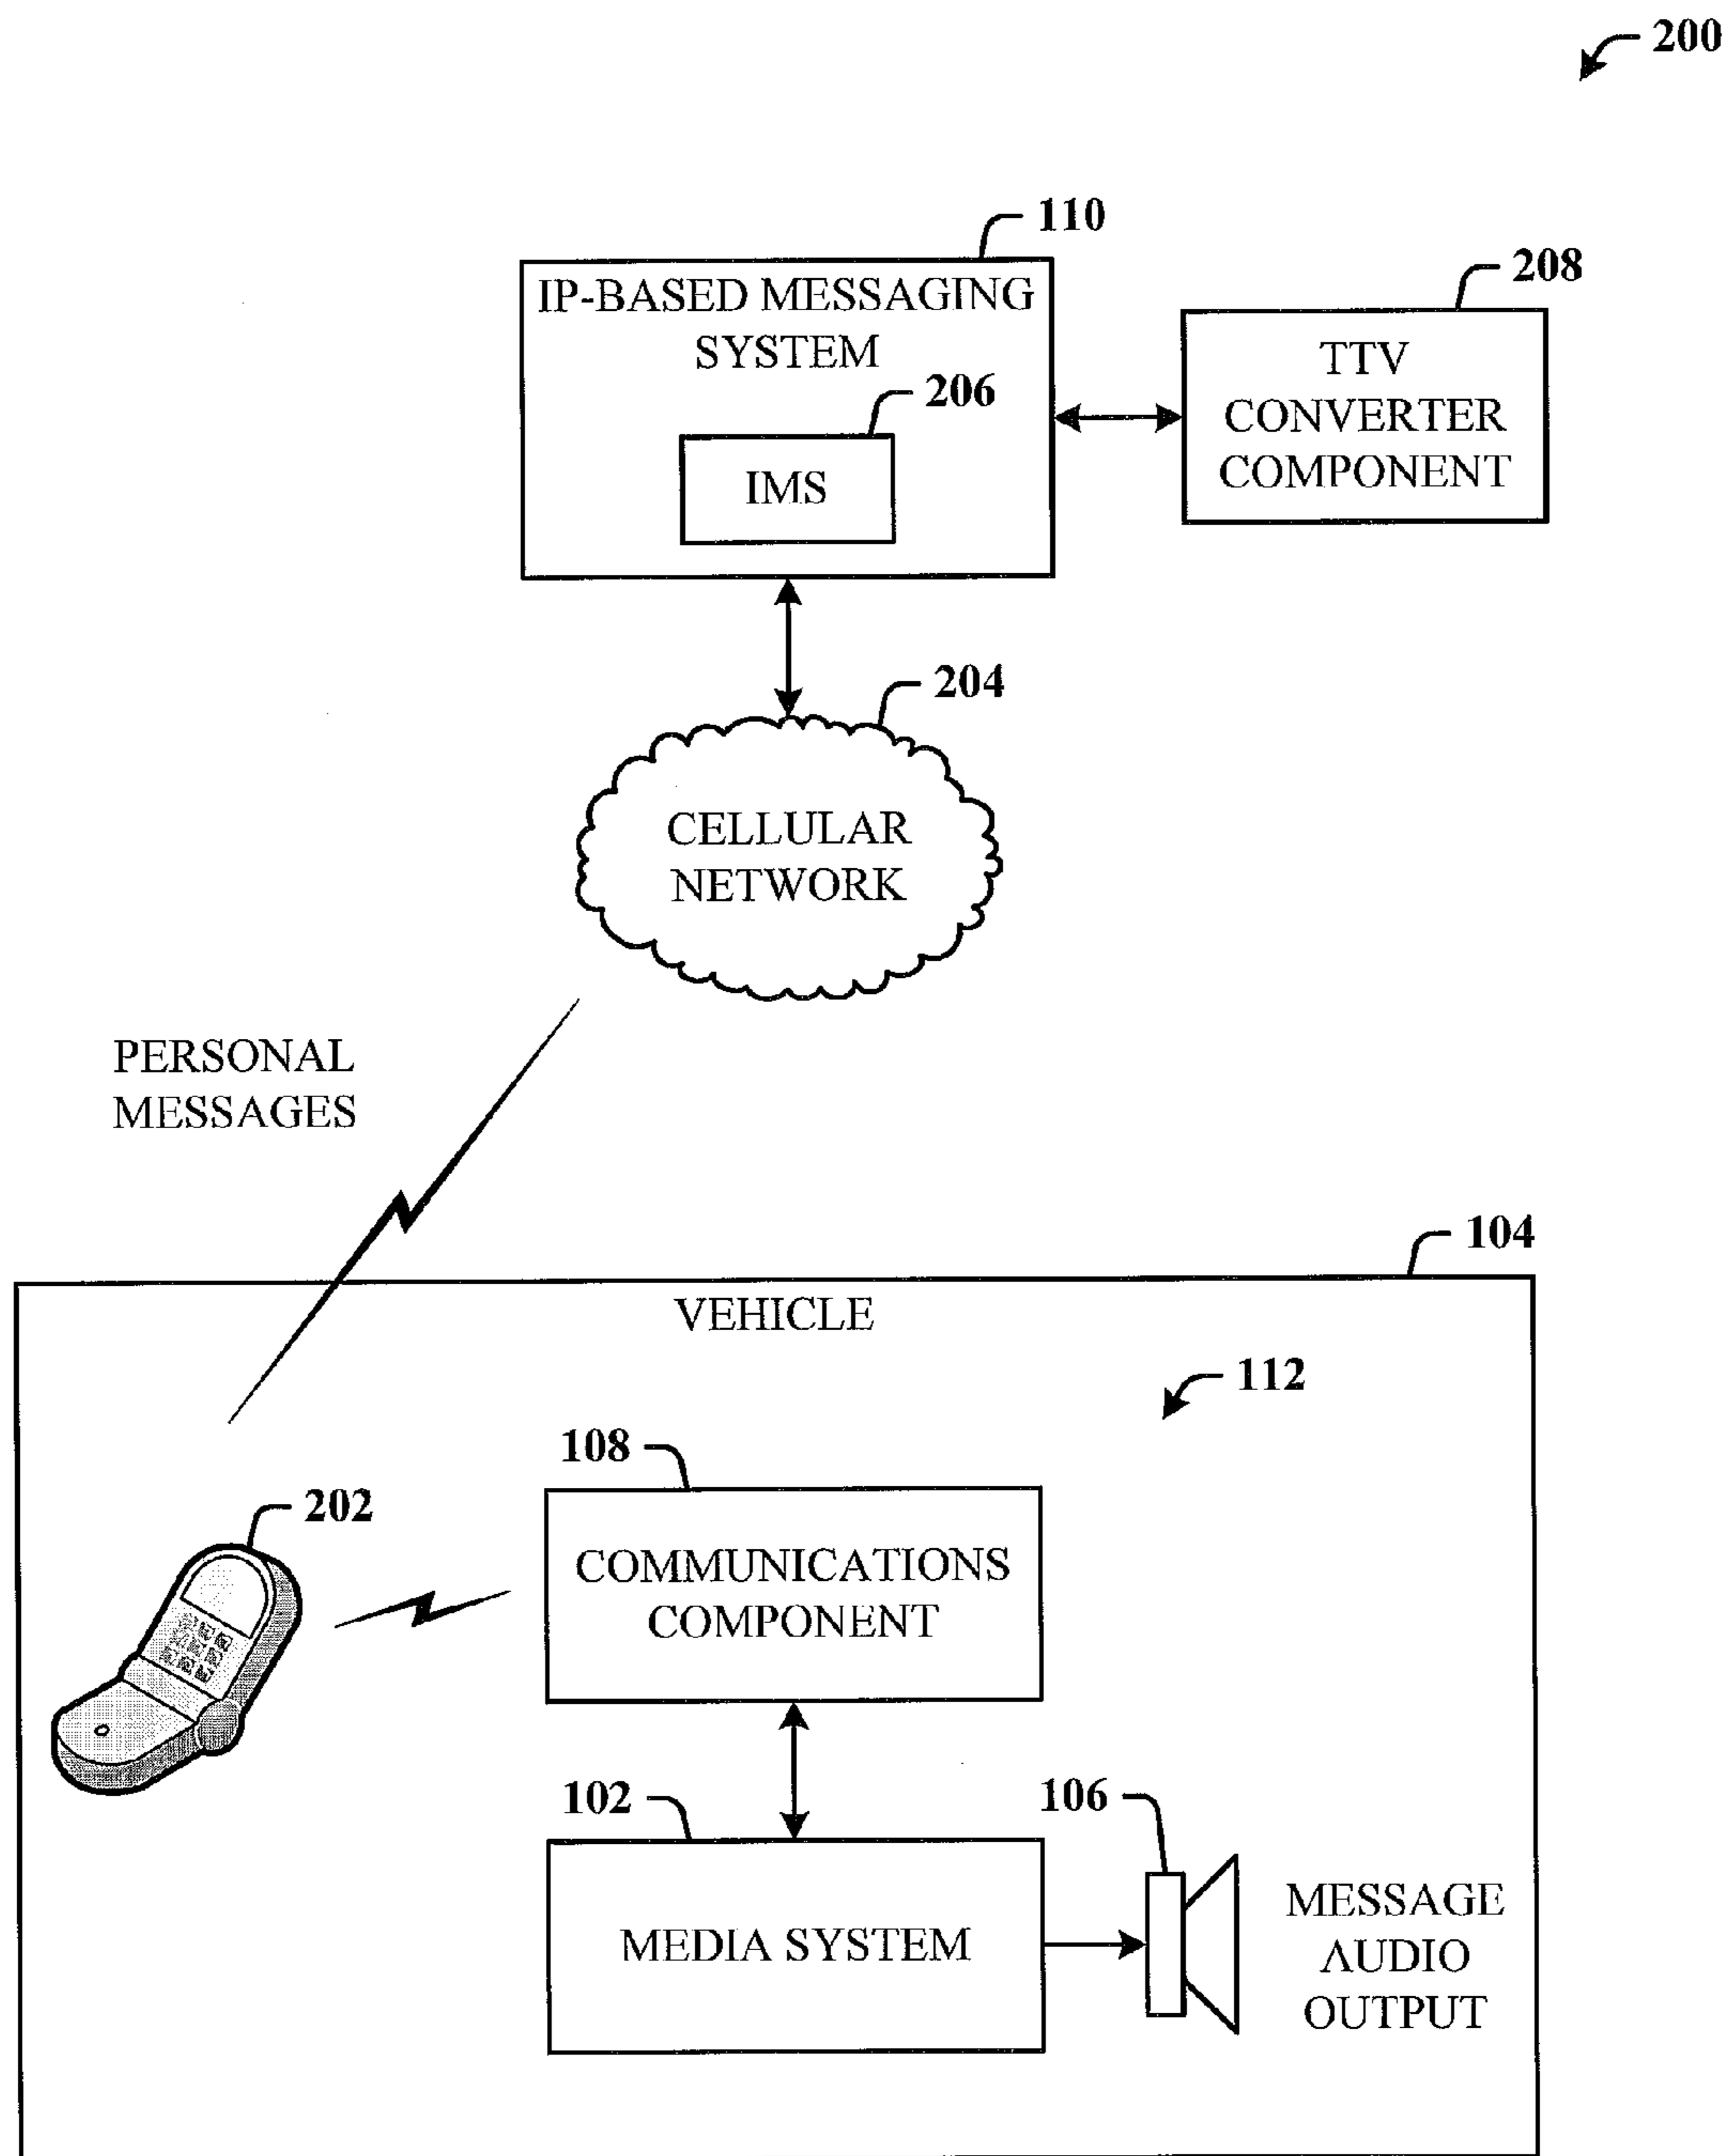 200
110
IP-BASED MESSAGING
SYSTEM
208
TTV
CONVERTER
COMPONENT
206
IMS
204
CELLULAR
NETWORK
PERSONAL
MESSAGES
104
VEHICLE
112
108
202
COMMUNICATIONS
COMPONENT
102
106
MEDIA SYSTEM
MESSAGE
AUDIO
OUTPUT